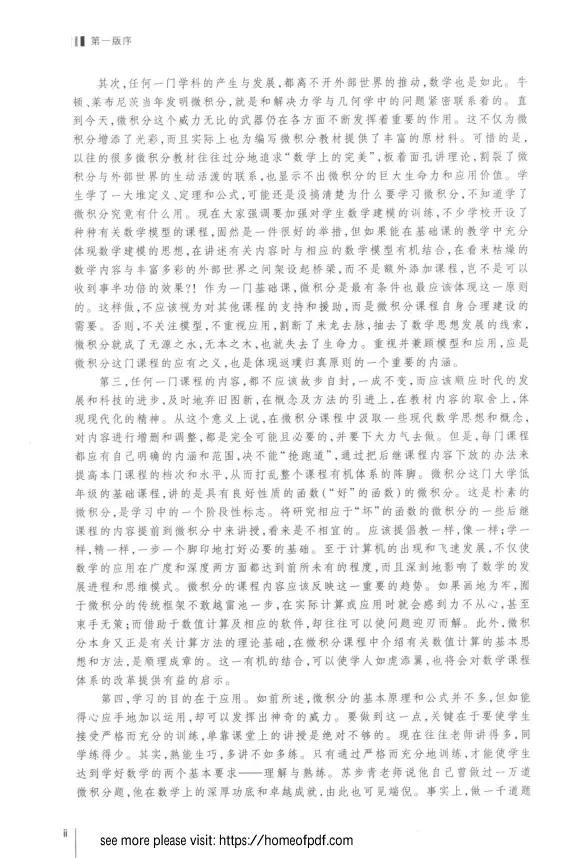 第一版序
其次,任何一门学科的产生与发展,都离不开外部世界的推动,数学也是如此。牛
顿、莱布尼茨当年发明微积分,就是和解决力学与几何学中的问题紧密联系着的。直
到今天,微积分这个威力无比的武器仍在各方面不断发挥着重要的作用。这不仅为微
积分增添了光彩,而且实际上也为编写微积分教材提供了丰富的原材料。可惜的是,
以往的很多微积分教材往往过分地追求“数学上的完美”,板着面孔讲理论,割裂了微
积分与外部世界的生动活泼的联系,也显示不出微积分的巨大生命力和应用价值。学
生学了一大堆定义、定理和公式,可能还是没搞清楚为什么要学习微积分,不知道学了
微积分究竟有什么用。现在大家强调要加强对学生数学建模的训练,不少学校开设了
种种有关数学模型的课程,固然是一件很好的举措,但如果能在基础课的教学中充分
体现数学建模的思想,在讲述有关内容时与相应的数学模型有机结合,在看来枯燥的
数学内容与丰富多彩的外部世界之间架设起桥梁,而不是额外添加课程,岂不是可以
收到事半功倍的效果?!作为一门基础课,微积分是最有条件也最应该体现这一原则
的。这样做,不应该视为对其他课程的支持和援助,而是微积分课程自身合理建设的
需要。否则,不关注模型,不重视应用,割断了来龙去脉,抽去了数学思想发展的线索,
微积分就成了无源之水,无本之木,也就失去了生命力。重视并兼顾模型和应用,应是
微积分这门课程的应有之义,也是体现返璞归真原则的一个重要的内涵。
第三,任何一门课程的内容,都不应该故步自封,一成不变,而应该顺应时代的发
展和科技的进步,及时地弃旧图新,在概念及方法的引进上,在教材内容的取舍上,体
现现代化的精神。从这个意义上说,在微积分课程中汲取一些现代数学思想和概念,
对内容进行增删和调整,都是完全可能且必要的,并要下大力气去做。但是,每门课程
都应有自己明确的内涵和范围,决不能“抢跑道”,通过把后继课程内容下放的办法来
提高本门课程的档次和水平,从而打乱整个课程有机体系的阵脚。微积分这门大学低
年级的基础课程,讲的是具有良好性质的函数(“好”的函数)的微积分。这是朴素的微
积分,是学习中的一个阶段性标志。将研究相应于“坏”的函数的微积分的一些后继
课程的内容提前到微积分中来讲授,看来是不相宜的。应该提倡教一样,像一样;学一
样,精一样,一步一个脚印地打好必要的基础。至于计算机的出现和飞速发展,不仅使
数学的应用在广度和深度两方面都达到前所未有的程度,而且深刻地影响了数学的发
展进程和思维模式。微积分的课程内容应该反映这一重要的趋势。如果画地为牢,囿
于微积分的传统框架不敢越雷池一步,在实际计算或应用时就会感到力不从心,甚至
束手无策;而借助于数值计算及相应的软件,却往往可以使问题迎刃而解。此外,微积
分本身又正是有关计算方法的理论基础,在微积分课程中介绍有关数值计算的基本思
想和方法,是顺理成章的。这一有机的结合,可以使学人如虎添翼,也将会对数学课程
体系的改革提供有益的启示。
第四,学习的目的在于应用。如前所述,微积分的基本原理和公式并不多,但如能
得心应手地加以运用,却可以发挥出神奇的威力。要做到这一点,关键在于要使学生
接受严格而充分的训练,单靠课堂上的讲授是绝对不够的。现在往往老师讲得多,同
学练得少。其实,熟能生巧,多讲不如多练。只有通过严格而充分地训练,才能使学生
达到学好数学的两个基本要求——理解与熟练。苏步青老师说他自己曾做过一万道
微积分题,他在数学上的深厚功底和卓越成就,由此也可见端倪。事实上,做一千道题
ii
see more please visit: https://homeofpdf.com